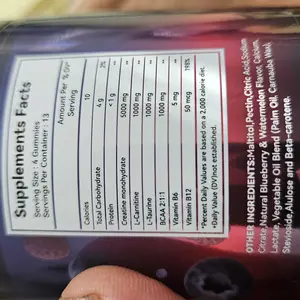 Supplements Facts
Serving Size : 4 Gummies
Servings Per Container : 13
Amount Per % DV*
Serving
Calories 10
Total Carbohydrate 4 g 2%
Protein <1 g **
Creatine monohydrate 5000 mg **
L-Carnitine 1000 mg **
L-Taurine 1000 mg **
BCAA 2:1:1 1000 mg **
Vitamin B6 5 mg **
Vitamin B12 50 mcg
*Percent Daily Values are based on a 2,000 calorie diet.
*Daily Value (DV)not established.
OTHER INGREDIENTS:Maltitol,Pectin,Citric Acid,Sodium
Citrate,Natural Blueberry & Watermelon Flavor, Calcium
Lactate, Vegetable Oil Blend (Palm Oil, Carnauba Wax),
Stevioside,Alulose and Beta-carotene.